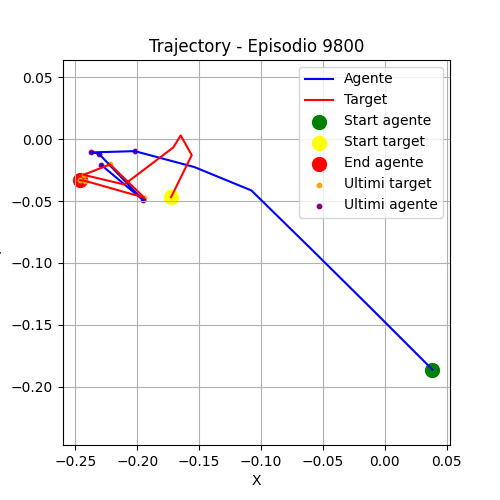 Trajectory - Episodio 9800
Agente
Target
Start agente
Start target
End agente
Ultimi target
Ultimi agente
0.05
0.00
−0.05
−0.10
−0.15
−0.20
−0.25
−0.20
−0.15
−0.10
−0.05
0.00
0.05
X